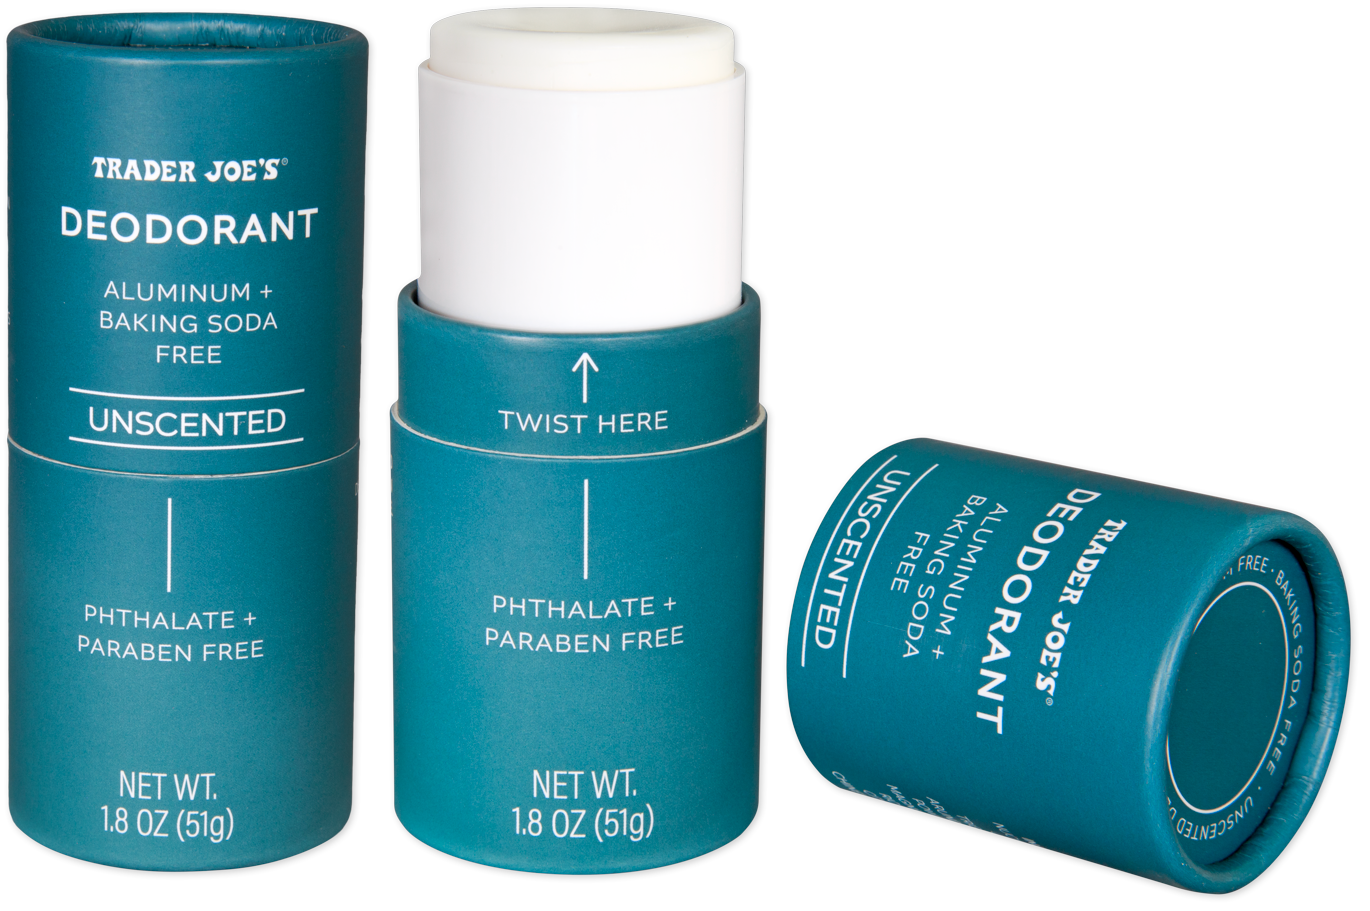 TRADER JOE'S®
DEODORANT
ALUMINUM +
BAKING SODA
FREE
UNSCENTED
PHTHALATE +
PARABEN FREE
NET WT.
1.8 OZ (51g)
TWIST HERE
PHTHALATE +
PARABEN FREE
NET WT.
1.8 OZ (51g)
TRADER JOE'S®
DEODORANT
ALUMINUM +
BAKING SODA
FREE
UNSCENTED
FREE · BAKING SODA FREE · UNSCENTED